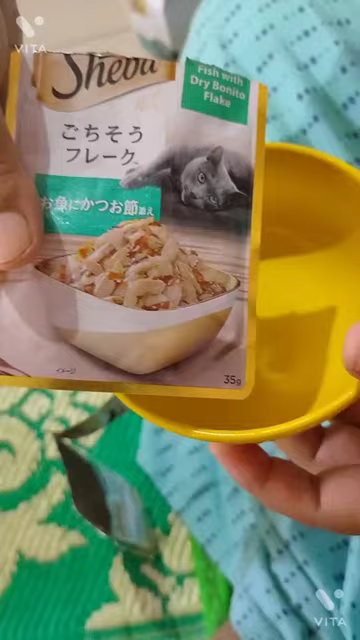 VITA
Sheba
Fish with
Dry Bonito
Flake
ごちそう
フレーク
お魚にかつお節添え
イメージ
35g
VITA